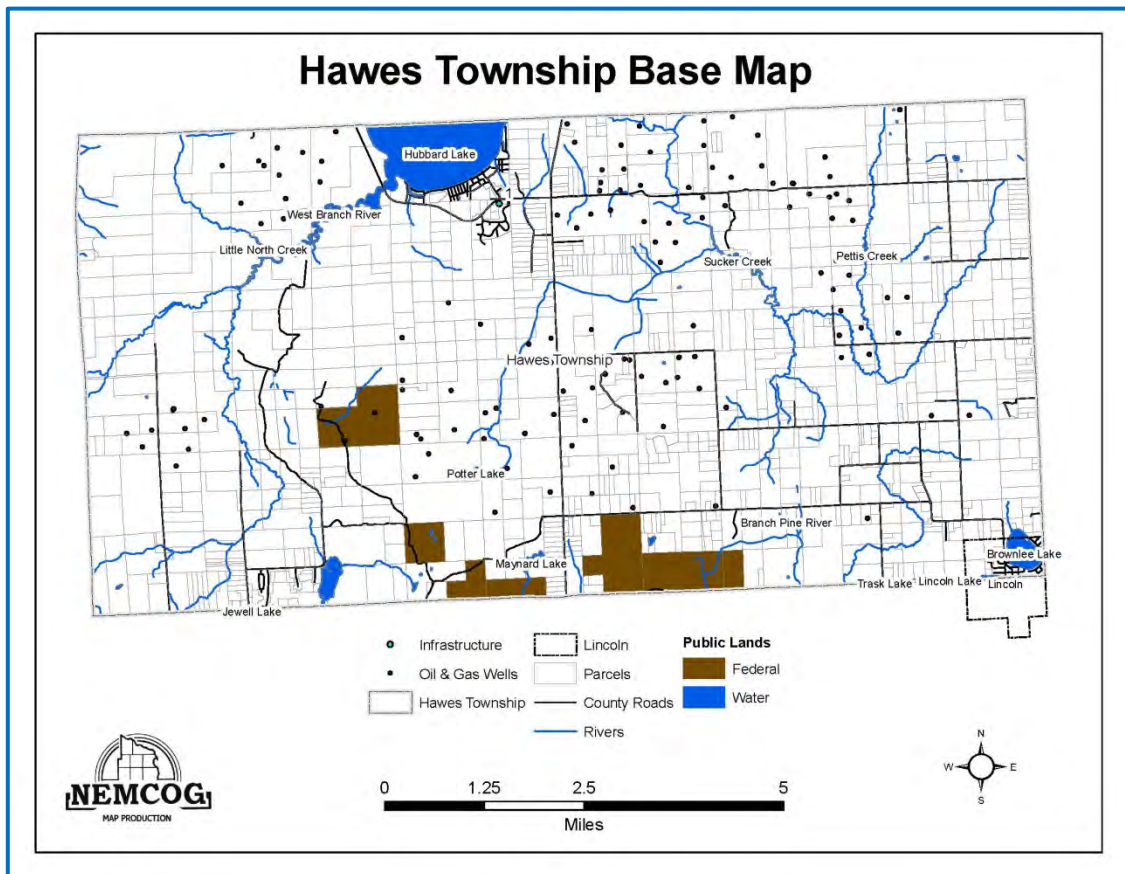 Hawes Township Base Map
Hubbard Lake
West Branch River
Little North Creek
Sucker Creek
Pettis Creek
Hawes Township
Potter Lake
Branch Pine River
Maynard Lake
Brownlee Lake
Trask Lake
Lincoln Lake
Lincoln
Jewell Lake
Infrastructure
Oil & Gas Wells
Hawes Township
Lincoln
Parcels
County Roads
Rivers
Public Lands
Federal
Water
NEMCOG
MAP PRODUCTION
0 1.25 2.5 5
Miles
N
W E
S